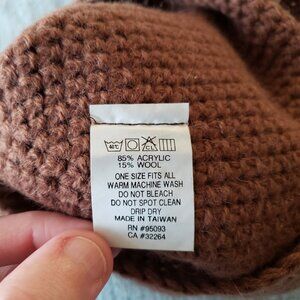 85% ACRYLIC
15% WOOL
ONE SIZE FITS ALL
WARM MACHINE WASH
DO NOT BLEACH
DO NOT SPOT CLEAN
DRIP DRY
MADE IN TAIWAN
RN #95093
CA #32264